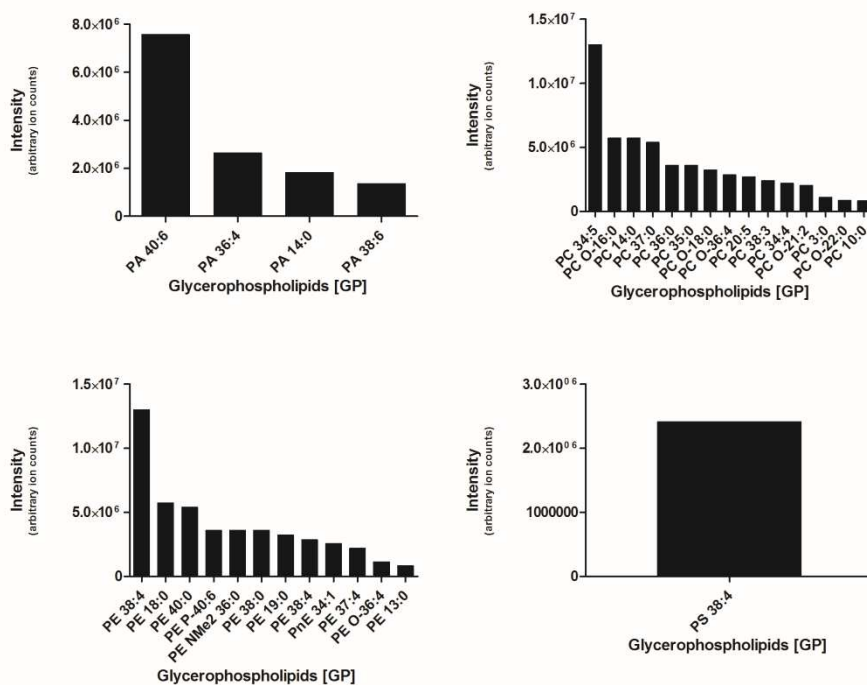 8.0×10⁶
6.0×10⁶
4.0×10⁶
2.0×10⁶
0
Intensity
(arbitrary ion counts)
PA 40:6
PA 36:4
PA 14:0
PA 38:6
Glycerophospholipids [GP]
1.5×10⁷
1.0×10⁷
5.0×10⁶
0
Intensity
(arbitrary ion counts)
PC 34:5
PC O-16:0
PC 14:0
PC 37:0
PC 36:0
PC 35:0
PC O-18:0
PC O-36:4
PC 20:5
PC 38:3
PC 34:4
PC O-21:2
PC 3:0
PC O-22:0
PC 10:0
Glycerophospholipids [GP]
1.5×10⁷
1.0×10⁷
5.0×10⁶
0
Intensity
(arbitrary ion counts)
PE 38:4
PE 18:0
PE 40:0
PE P-40:6
PE NMe2 36:0
PE 38:0
PE 19:0
PE 38:4
PnE 34:1
PE 37:4
PE O-36:4
PE 13:0
Glycerophospholipids [GP]
3.0×10⁰⁶
2.0×10⁰⁶
1000000
0
Intensity
(arbitrary ion counts)
PS 38:4
Glycerophospholipids [GP]